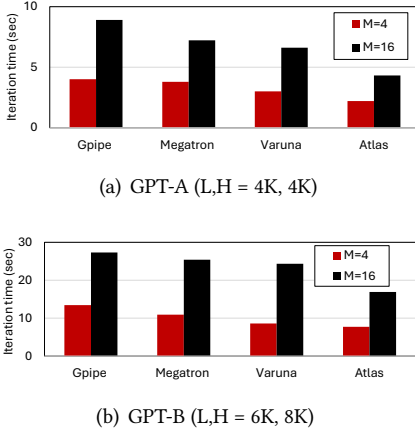 10
M=4
M=16
5
0
Iteration time (sec)
Gpipe Megatron Varuna Atlas
(a) GPT-A (L,H = 4K, 4K)
30
M=4
M=16
20
10
0
Iteration time (sec)
Gpipe Megatron Varuna Atlas
(b) GPT-B (L,H = 6K, 8K)